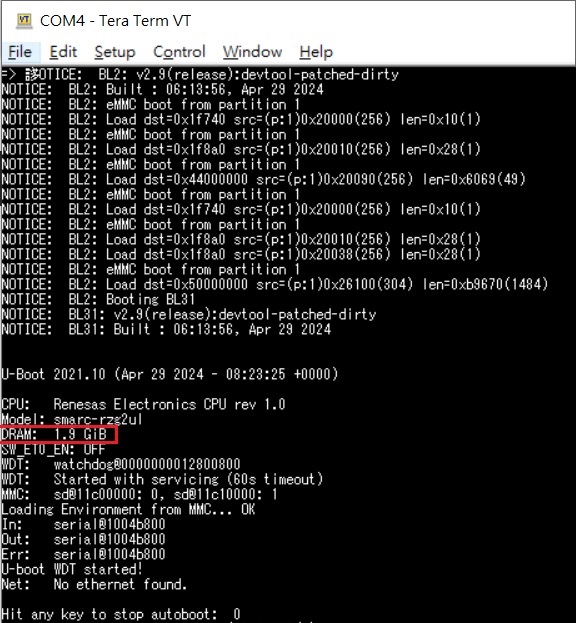 COM4 - Tera Term VT
File Edit Setup Control Window Help
=> 誃OTICE:  BL2: v2.9(release):devtool-patched-dirty
NOTICE:  BL2: Built : 06:13:56, Apr 29 2024
NOTICE:  BL2: eMMC boot from partition 1
NOTICE:  BL2: Load dst=0x1f740 src=(p:1)0x20000(256) len=0x10(1)
NOTICE:  BL2: eMMC boot from partition 1
NOTICE:  BL2: Load dst=0x1f8a0 src=(p:1)0x20010(256) len=0x28(1)
NOTICE:  BL2: eMMC boot from partition 1
NOTICE:  BL2: Load dst=0x44000000 src=(p:1)0x20090(256) len=0x6069(49)
NOTICE:  BL2: eMMC boot from partition 1
NOTICE:  BL2: Load dst=0x1f740 src=(p:1)0x20000(256) len=0x10(1)
NOTICE:  BL2: eMMC boot from partition 1
NOTICE:  BL2: Load dst=0x1f8a0 src=(p:1)0x20010(256) len=0x28(1)
NOTICE:  BL2: Load dst=0x1f8a0 src=(p:1)0x20038(256) len=0x28(1)
NOTICE:  BL2: eMMC boot from partition 1
NOTICE:  BL2: Load dst=0x50000000 src=(p:1)0x26100(304) len=0xb9670(1484)
NOTICE:  BL2: Booting BL31
NOTICE:  BL31: v2.9(release):devtool-patched-dirty
NOTICE:  BL31: Built : 06:13:56, Apr 29 2024
U-Boot 2021.10 (Apr 29 2024 - 08:23:25 +0000)
CPU:   Renesas Electronics CPU rev 1.0
Model: smarc-rzg2ul
DRAM:  1.9 GiB
SW_ET0_EN: OFF
WDT:   watchdog@0000000012800800
WDT:   Started with servicing (60s timeout)
MMC:   sd@11c00000: 0, sd@11c10000: 1
Loading Environment from MMC... OK
In:    serial@1004b800
Out:   serial@1004b800
Err:   serial@1004b800
U-boot WDT started!
Net:   No ethernet found.
Hit any key to stop autoboot:  0